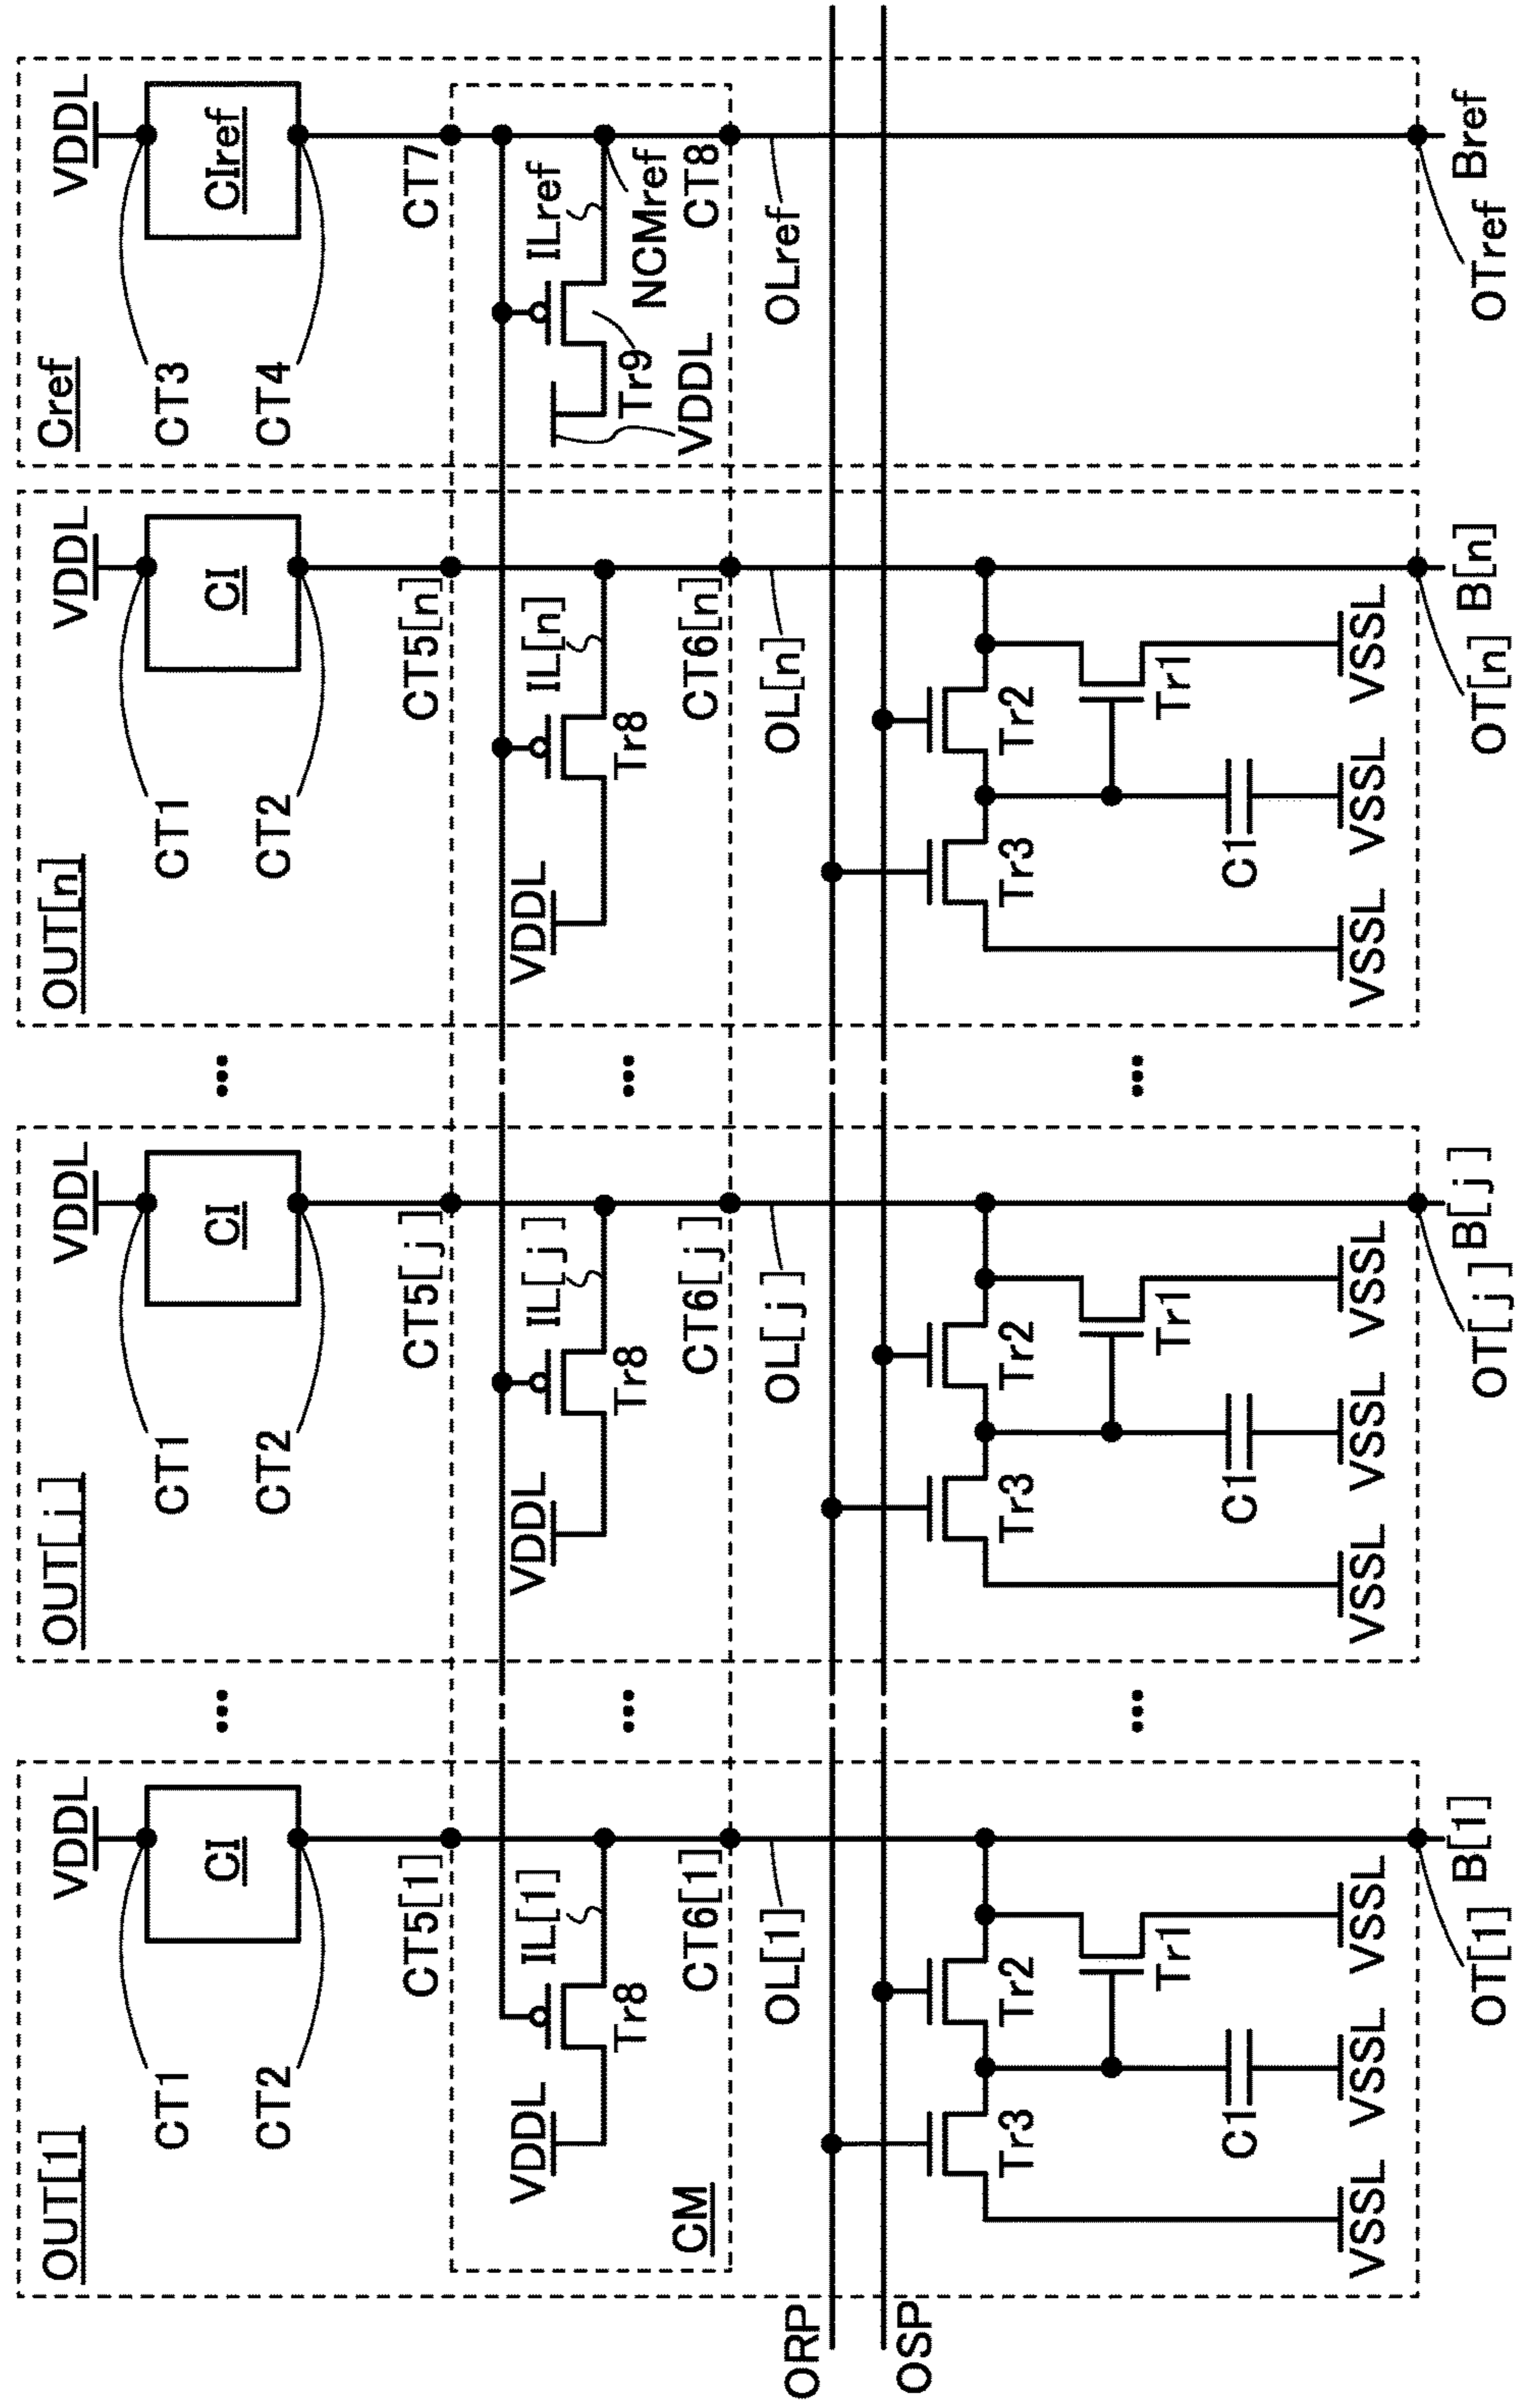 OUT[1]
VDDL
CI
CT1
CT2
CT5[1]
IL[1]
VDDL
Tr8
CT6[1]
CM
OL[1]
ORP
OSP
Tr3
Tr2
Tr1
C1
VSSL
VSSL
VSSL
OT[1]
B[1]
...
...
...
OUT[j]
VDDL
CI
CT1
CT2
CT5[j]
IL[j]
VDDL
Tr8
CT6[j]
OL[j]
Tr3
Tr2
Tr1
C1
VSSL
VSSL
VSSL
OT[j]
B[j]
...
...
...
OUT[n]
VDDL
CI
CT1
CT2
CT5[n]
IL[n]
VDDL
Tr8
CT6[n]
OL[n]
Tr3
Tr2
Tr1
C1
VSSL
VSSL
VSSL
OT[n]
B[n]
Cref
VDDL
CIref
CT3
CT4
CT7
ILref
Tr9
NCMref
VDDL
CT8
OLref
OTref
Bref